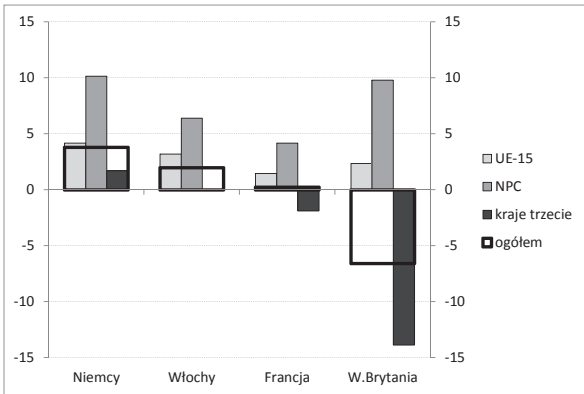 15 15
10 10
5 5
0 0
-5 -5
-10 -10
-15 -15
Niemcy Włochy Francja W.Brytania
UE-15
NPC
kraje trzecie
ogółem